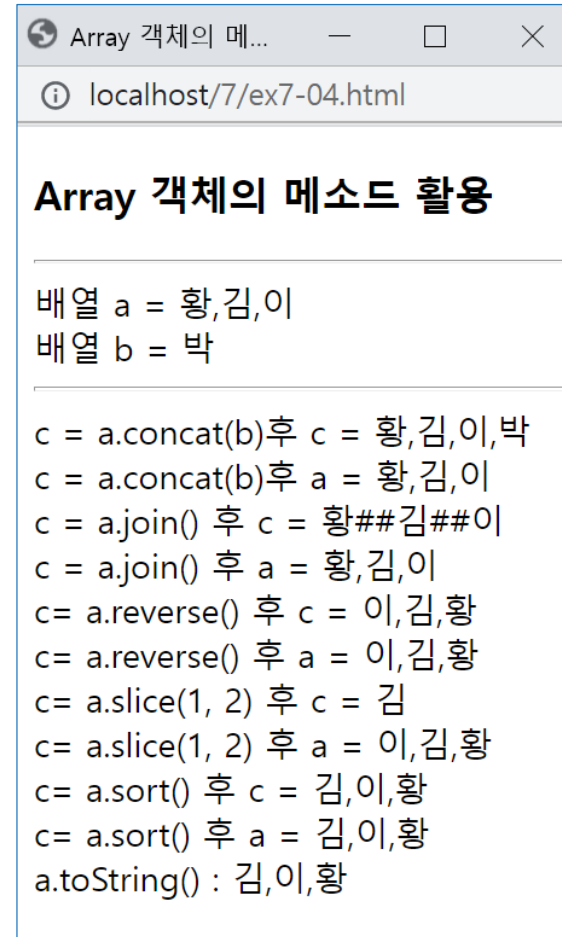 Array 객체의 메...
localhost/7/ex7-04.html
Array 객체의 메소드 활용
배열 a = 황,김,이
배열 b = 박
c = a.concat(b)후 c = 황,김,이,박
c = a.concat(b)후 a = 황,김,이
c = a.join() 후 c = 황##김##이
c = a.join() 후 a = 황,김,이
c= a.reverse() 후 c = 이,김,황
c= a.reverse() 후 a = 이,김,황
c= a.slice(1, 2) 후 c = 김
c= a.slice(1, 2) 후 a = 이,김,황
c= a.sort() 후 c = 김,이,황
c= a.sort() 후 a = 김,이,황
a.toString() : 김,이,황